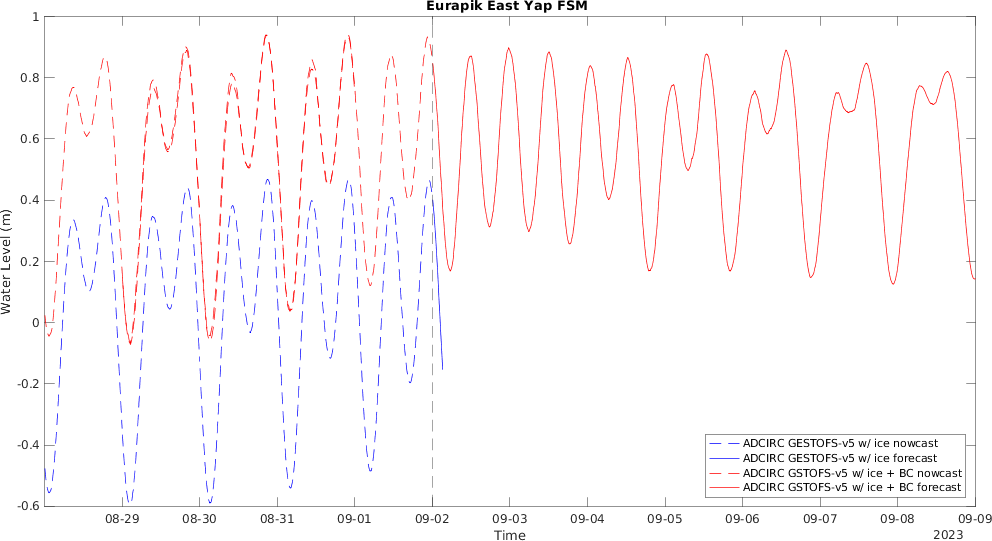 Eurapik East Yap FSM
Water Level (m)
1
0.8
0.6
0.4
0.2
0
-0.2
-0.4
-0.6
08-29 08-30 08-31 09-01 09-02 09-03 09-04 09-05 09-06 09-07 09-08 09-09
Time
2023
ADCIRC GESTOFS-v5 w/ ice nowcast
ADCIRC GESTOFS-v5 w/ ice forecast
ADCIRC GSTOFS-v5 w/ ice + BC nowcast
ADCIRC GSTOFS-v5 w/ ice + BC forecast